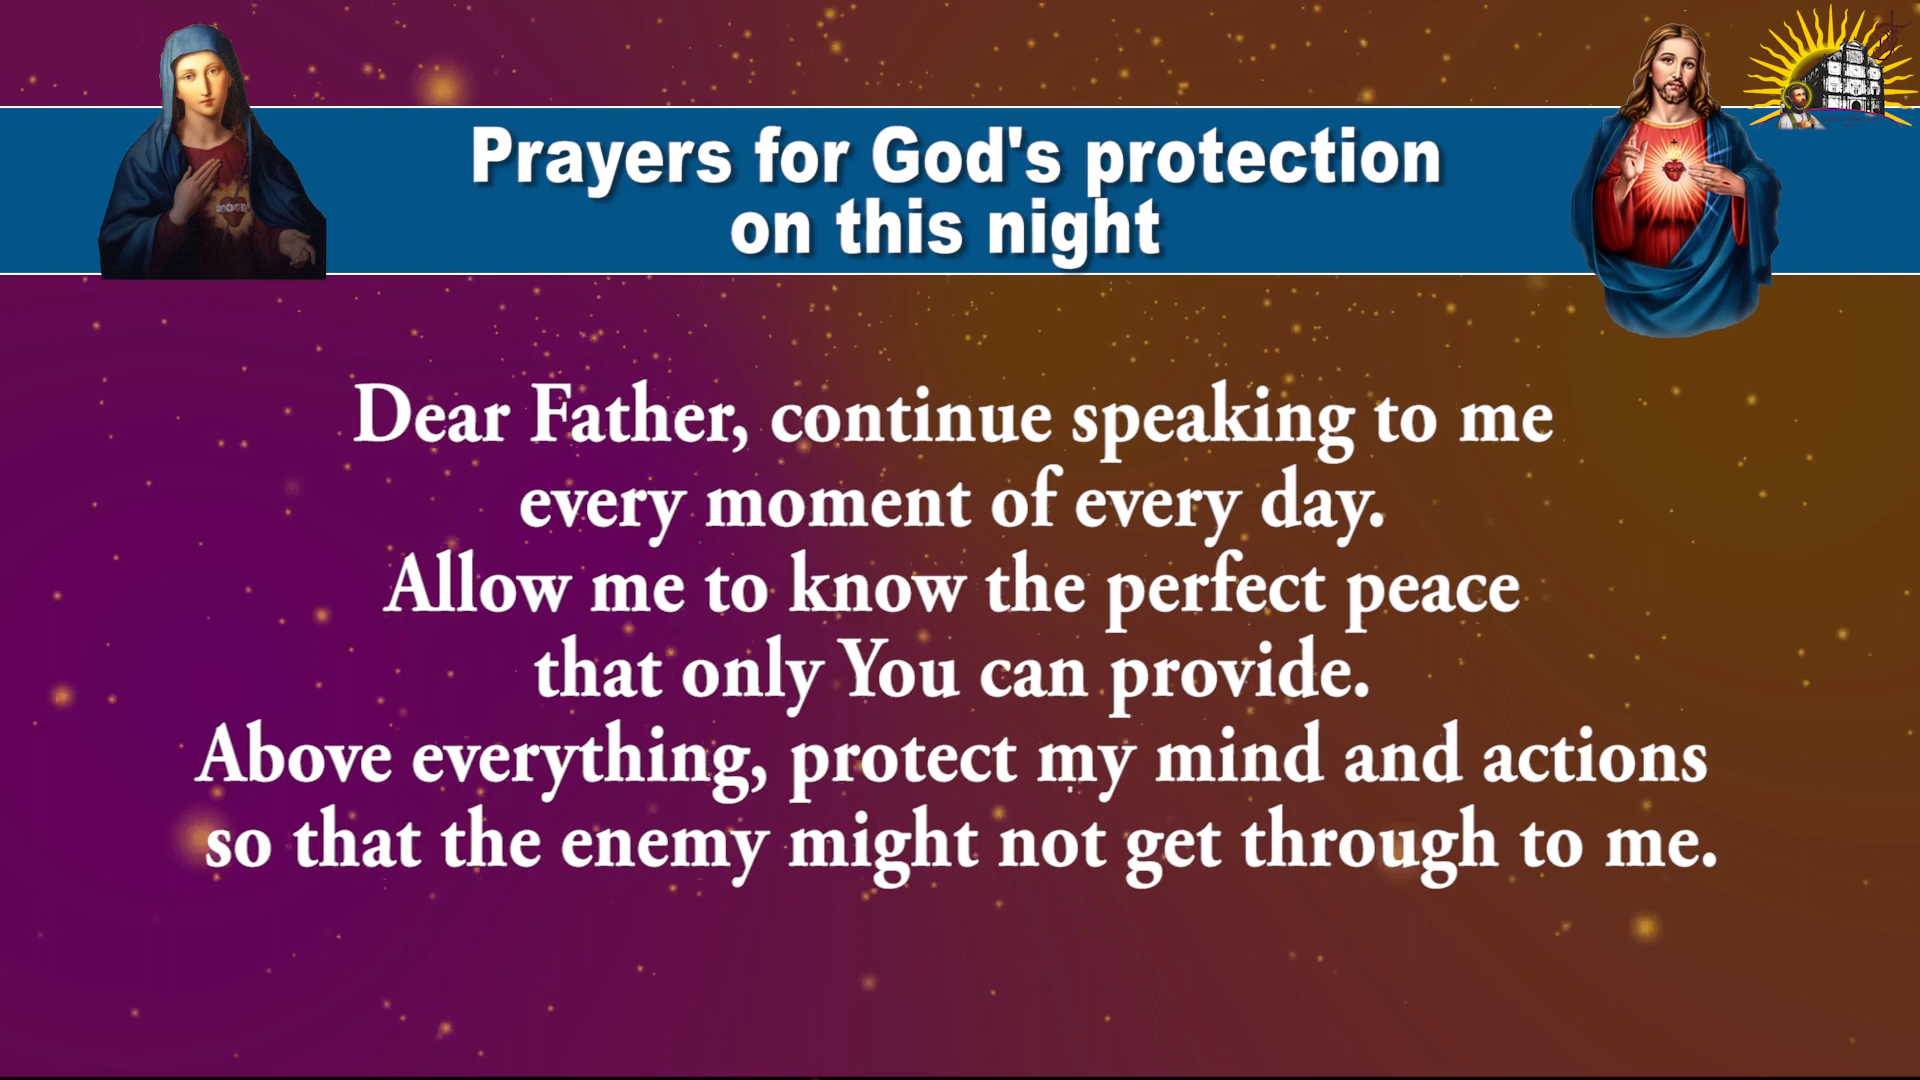 Prayers for God's protection
on this night
Dear Father, continue speaking to me
every moment of every day.
Allow me to know the perfect peace
that only You can provide.
Above everything, protect my mind and actions
so that the enemy might not get through to me.